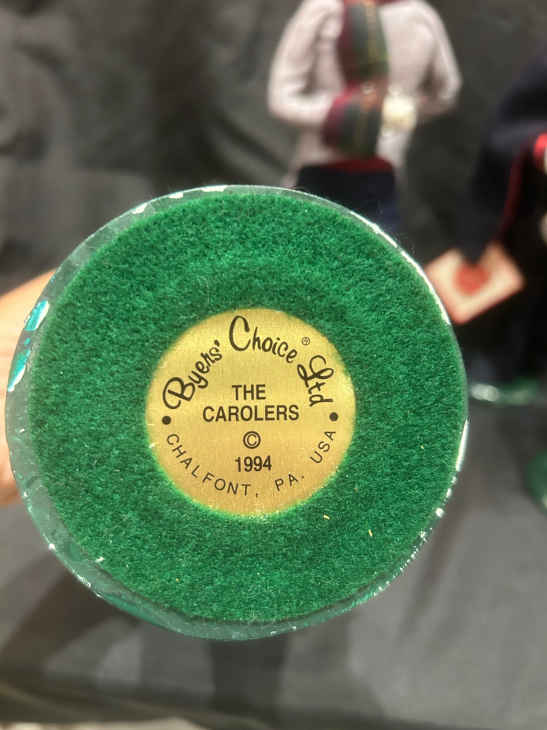 Byers' Choice® Ltd
THE
CAROLERS
©
1994
CHALFONT, PA. USA